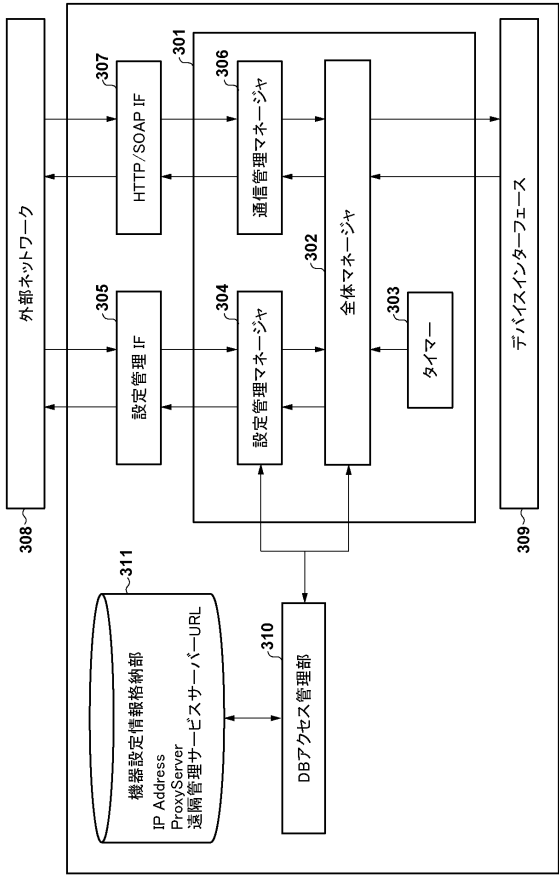 外部ネットワーク
308
311
機器設定情報格納部
IP Address
ProxyServer
遠隔管理サービスサーバーURL
305
設定管理 IF
307
HTTP/SOAP IF
301
304
設定管理マネージャ
306
通信管理マネージャ
310
DBアクセス管理部
302
全体マネージャ
303
タイマー
デバイスインターフェース
309